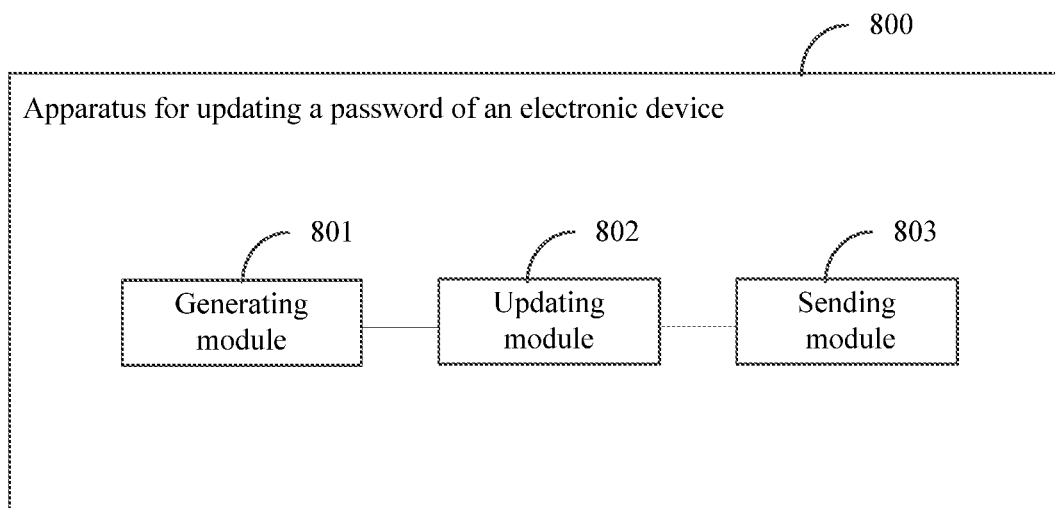 800
Apparatus for updating a password of an electronic device
801
802
803
Generating
module
Updating
module
Sending
module